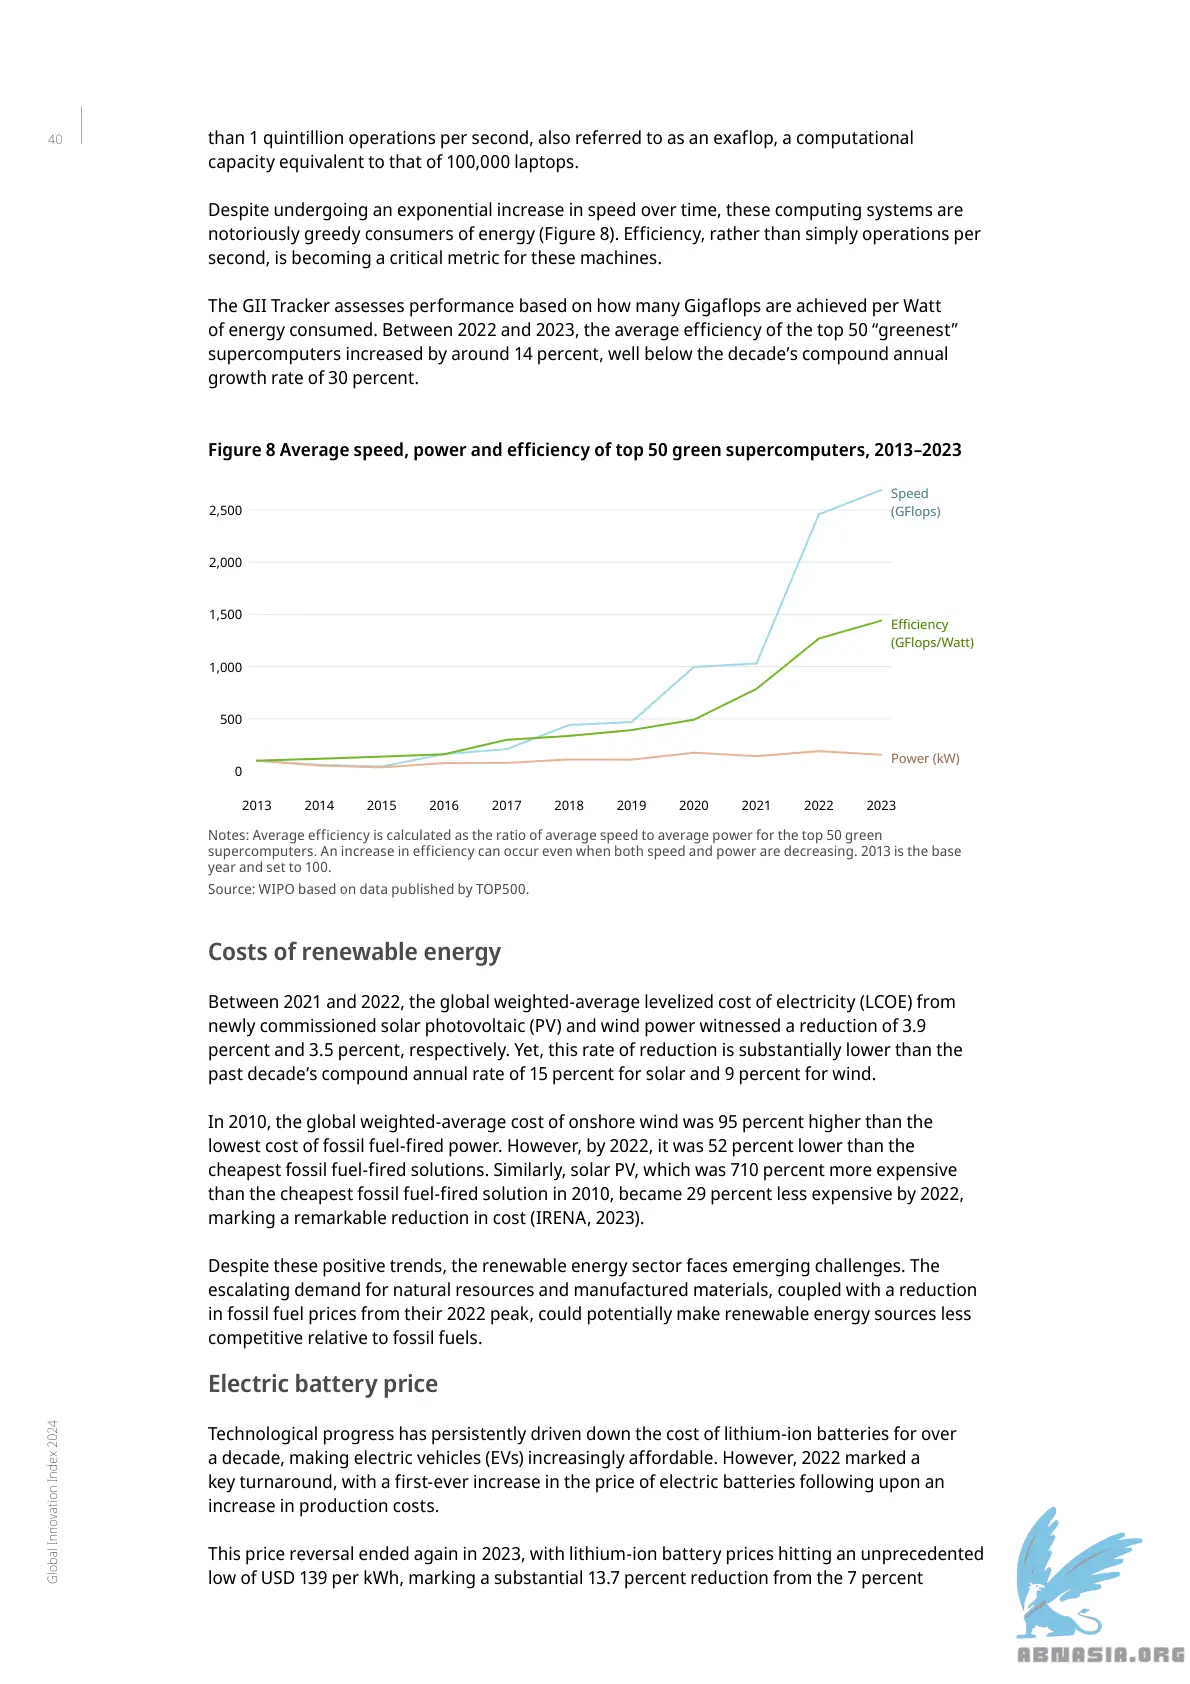 40
than 1 quintillion operations per second, also referred to as an exaflop, a computational
capacity equivalent to that of 100,000 laptops.
Despite undergoing an exponential increase in speed over time, these computing systems are
notoriously greedy consumers of energy (Figure 8). Efficiency, rather than simply operations per
second, is becoming a critical metric for these machines.
The GII Tracker assesses performance based on how many Gigaflops are achieved per Watt
of energy consumed. Between 2022 and 2023, the average efficiency of the top 50 “greenest”
supercomputers increased by around 14 percent, well below the decade’s compound annual
growth rate of 30 percent.
Figure 8 Average speed, power and efficiency of top 50 green supercomputers, 2013–2023
Speed
(GFlops)
2,500
2,000
1,500
Efficiency
(GFlops/Watt)
1,000
500
Power (kW)
0
2013 2014 2015 2016 2017 2018 2019 2020 2021 2022 2023
Notes: Average efficiency is calculated as the ratio of average speed to average power for the top 50 green
supercomputers. An increase in efficiency can occur even when both speed and power are decreasing. 2013 is the base
year and set to 100.
Source: WIPO based on data published by TOP500.
Costs of renewable energy
Between 2021 and 2022, the global weighted-average levelized cost of electricity (LCOE) from
newly commissioned solar photovoltaic (PV) and wind power witnessed a reduction of 3.9
percent and 3.5 percent, respectively. Yet, this rate of reduction is substantially lower than the
past decade’s compound annual rate of 15 percent for solar and 9 percent for wind.
In 2010, the global weighted-average cost of onshore wind was 95 percent higher than the
lowest cost of fossil fuel-fired power. However, by 2022, it was 52 percent lower than the
cheapest fossil fuel-fired solutions. Similarly, solar PV, which was 710 percent more expensive
than the cheapest fossil fuel-fired solution in 2010, became 29 percent less expensive by 2022,
marking a remarkable reduction in cost (IRENA, 2023).
Despite these positive trends, the renewable energy sector faces emerging challenges. The
escalating demand for natural resources and manufactured materials, coupled with a reduction
in fossil fuel prices from their 2022 peak, could potentially make renewable energy sources less
competitive relative to fossil fuels.
Electric battery price
Technological progress has persistently driven down the cost of lithium-ion batteries for over
a decade, making electric vehicles (EVs) increasingly affordable. However, 2022 marked a
key turnaround, with a first-ever increase in the price of electric batteries following upon an
increase in production costs.
This price reversal ended again in 2023, with lithium-ion battery prices hitting an unprecedented
low of USD 139 per kWh, marking a substantial 13.7 percent reduction from the 7 percent
Global Innovation Index 2024
ABNASIA.ORG